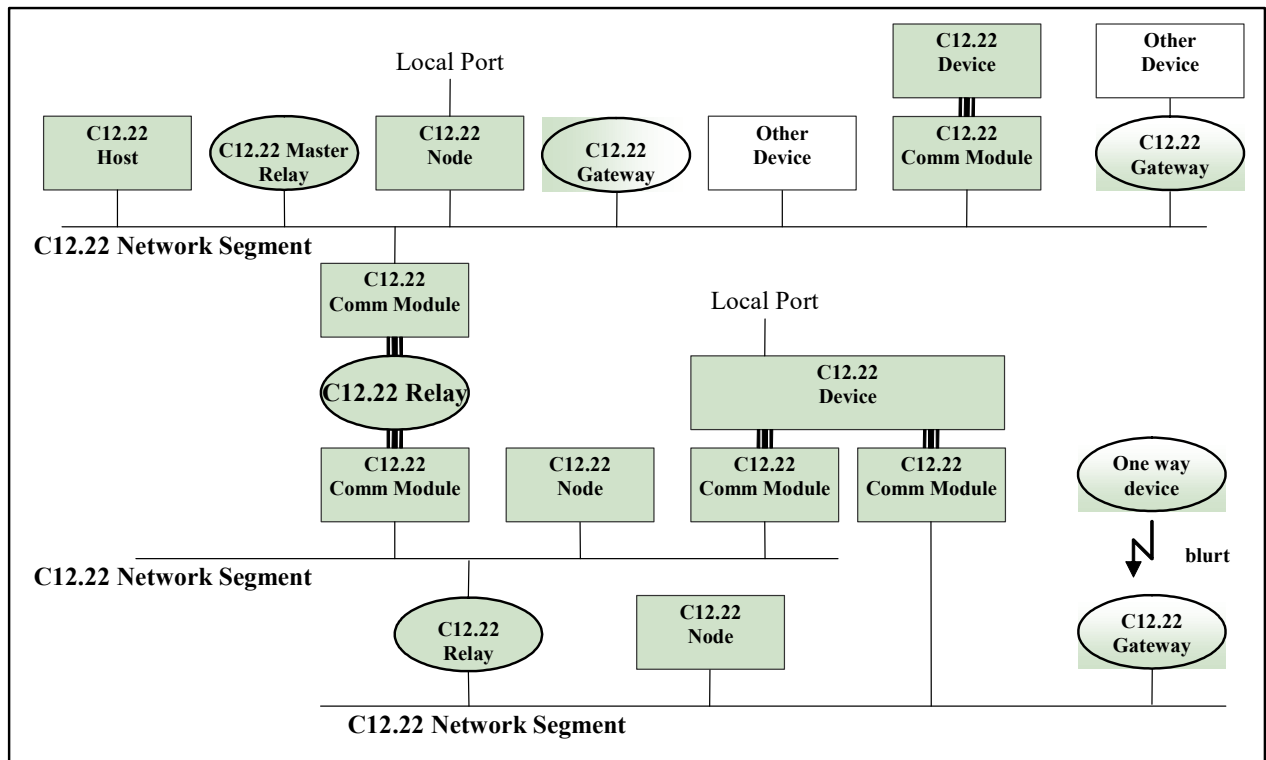 Local Port
C12.22
Device
Other
Device
C12.22
Host
C12.22 Master
Relay
C12.22
Node
C12.22
Gateway
Other
Device
C12.22
Comm Module
C12.22
Gateway
C12.22 Network Segment
C12.22
Comm Module
Local Port
C12.22 Relay
C12.22
Device
C12.22
Comm Module
C12.22
Node
C12.22
Comm Module
C12.22
Comm Module
One way
device
blurt
C12.22 Network Segment
C12.22
Relay
C12.22
Node
C12.22
Gateway
C12.22 Network Segment